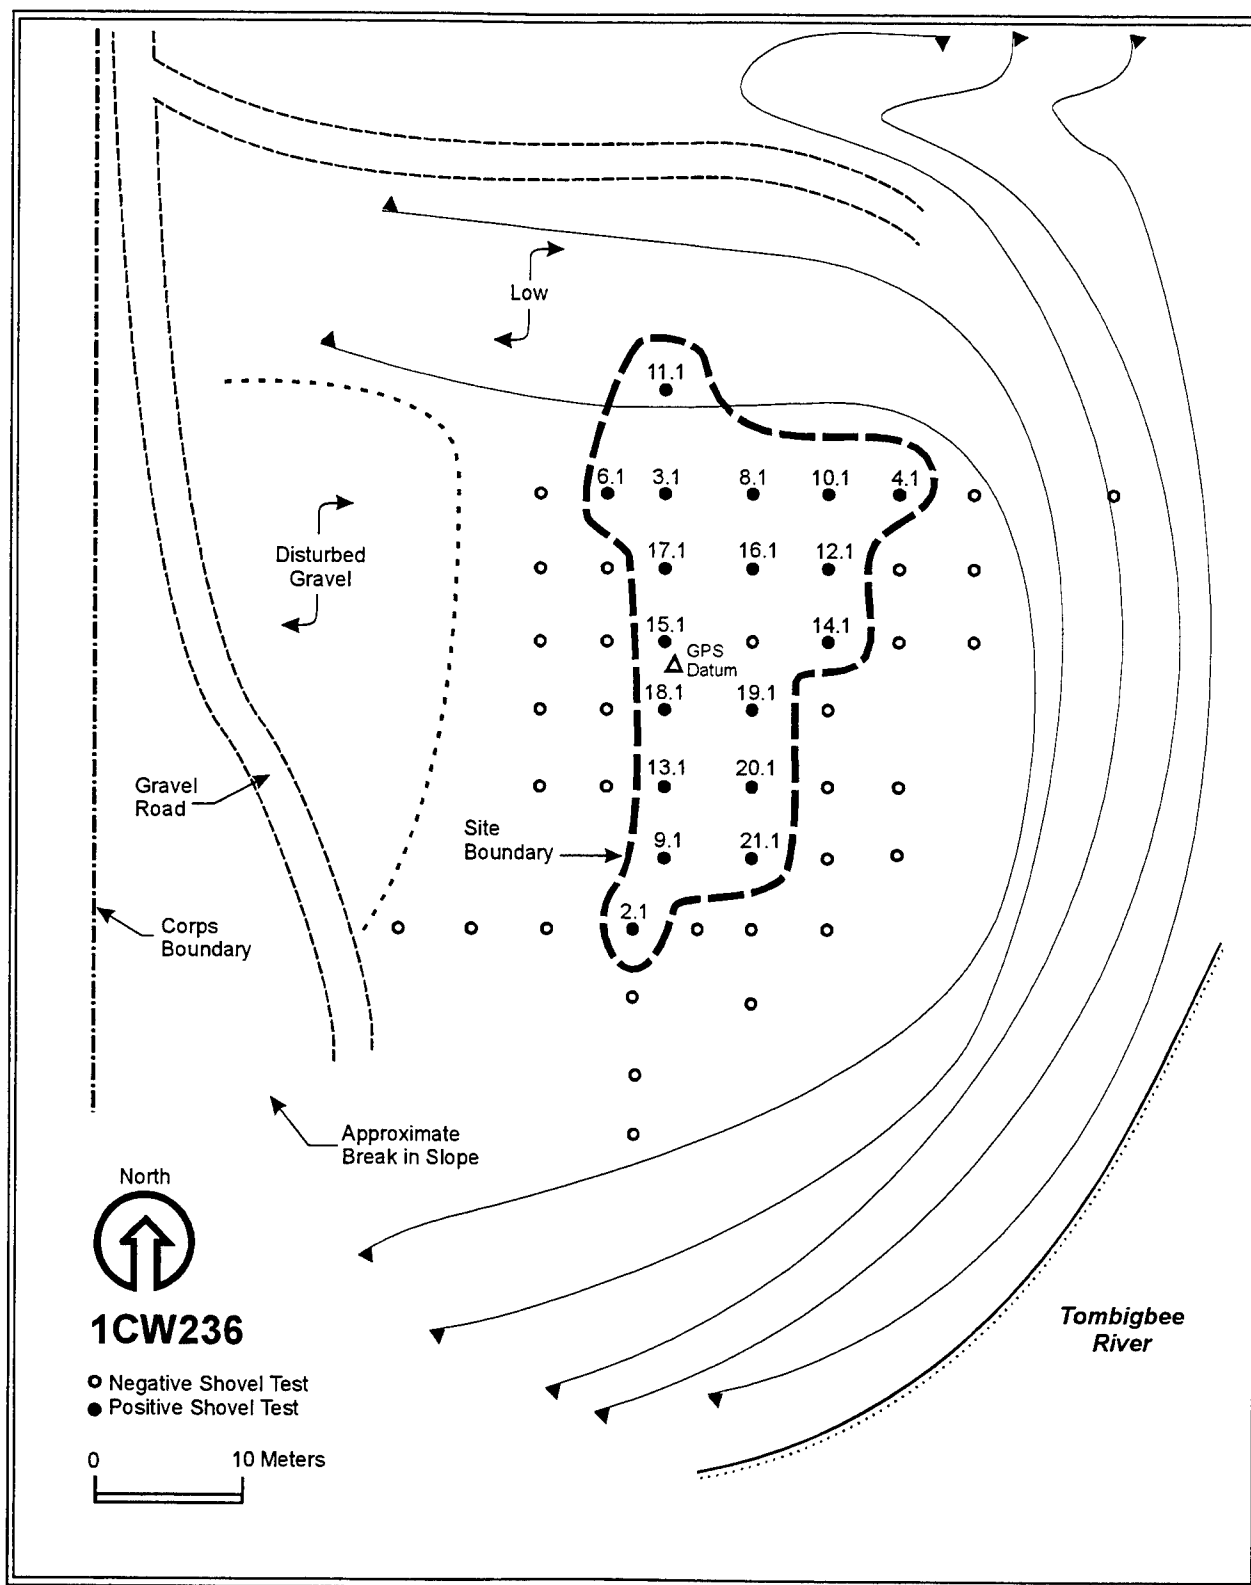 Low
11.1
6.1 3.1 8.1 10.1 4.1
17.1 16.1 12.1
Disturbed
Gravel
15.1 14.1
GPS
Datum
18.1 19.1
13.1 20.1
Gravel
Road
Site
Boundary
9.1 21.1
2.1
Corps
Boundary
Approximate
Break in Slope
North
1CW236
Negative Shovel Test
Positive Shovel Test
0 10 Meters
Tombigbee
River